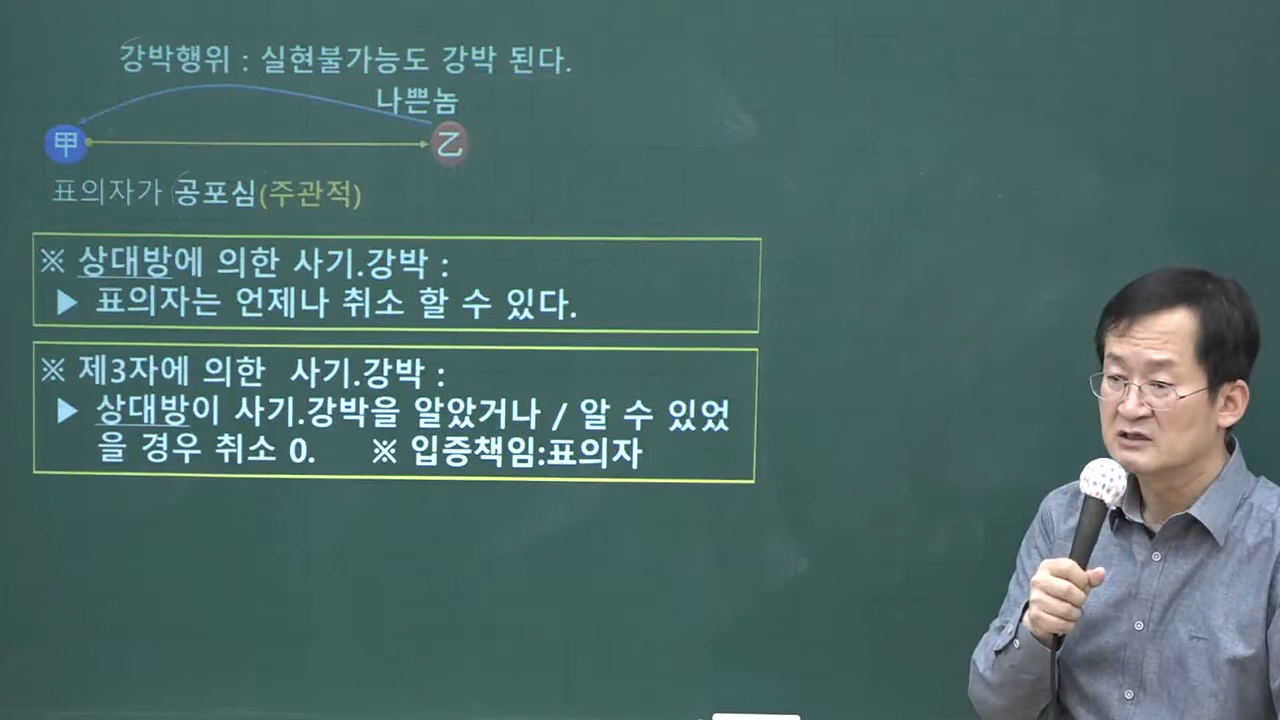 강박행위 : 실현불가능도 강박 된다.
나쁜놈
甲
乙
표의자가 공포심(주관적)
※ 상대방에 의한 사기.강박 :
▶ 표의자는 언제나 취소 할 수 있다.
※ 제3자에 의한 사기.강박 :
▶ 상대방이 사기.강박을 알았거나 / 알 수 있었
을 경우 취소 0. ※ 입증책임:표의자